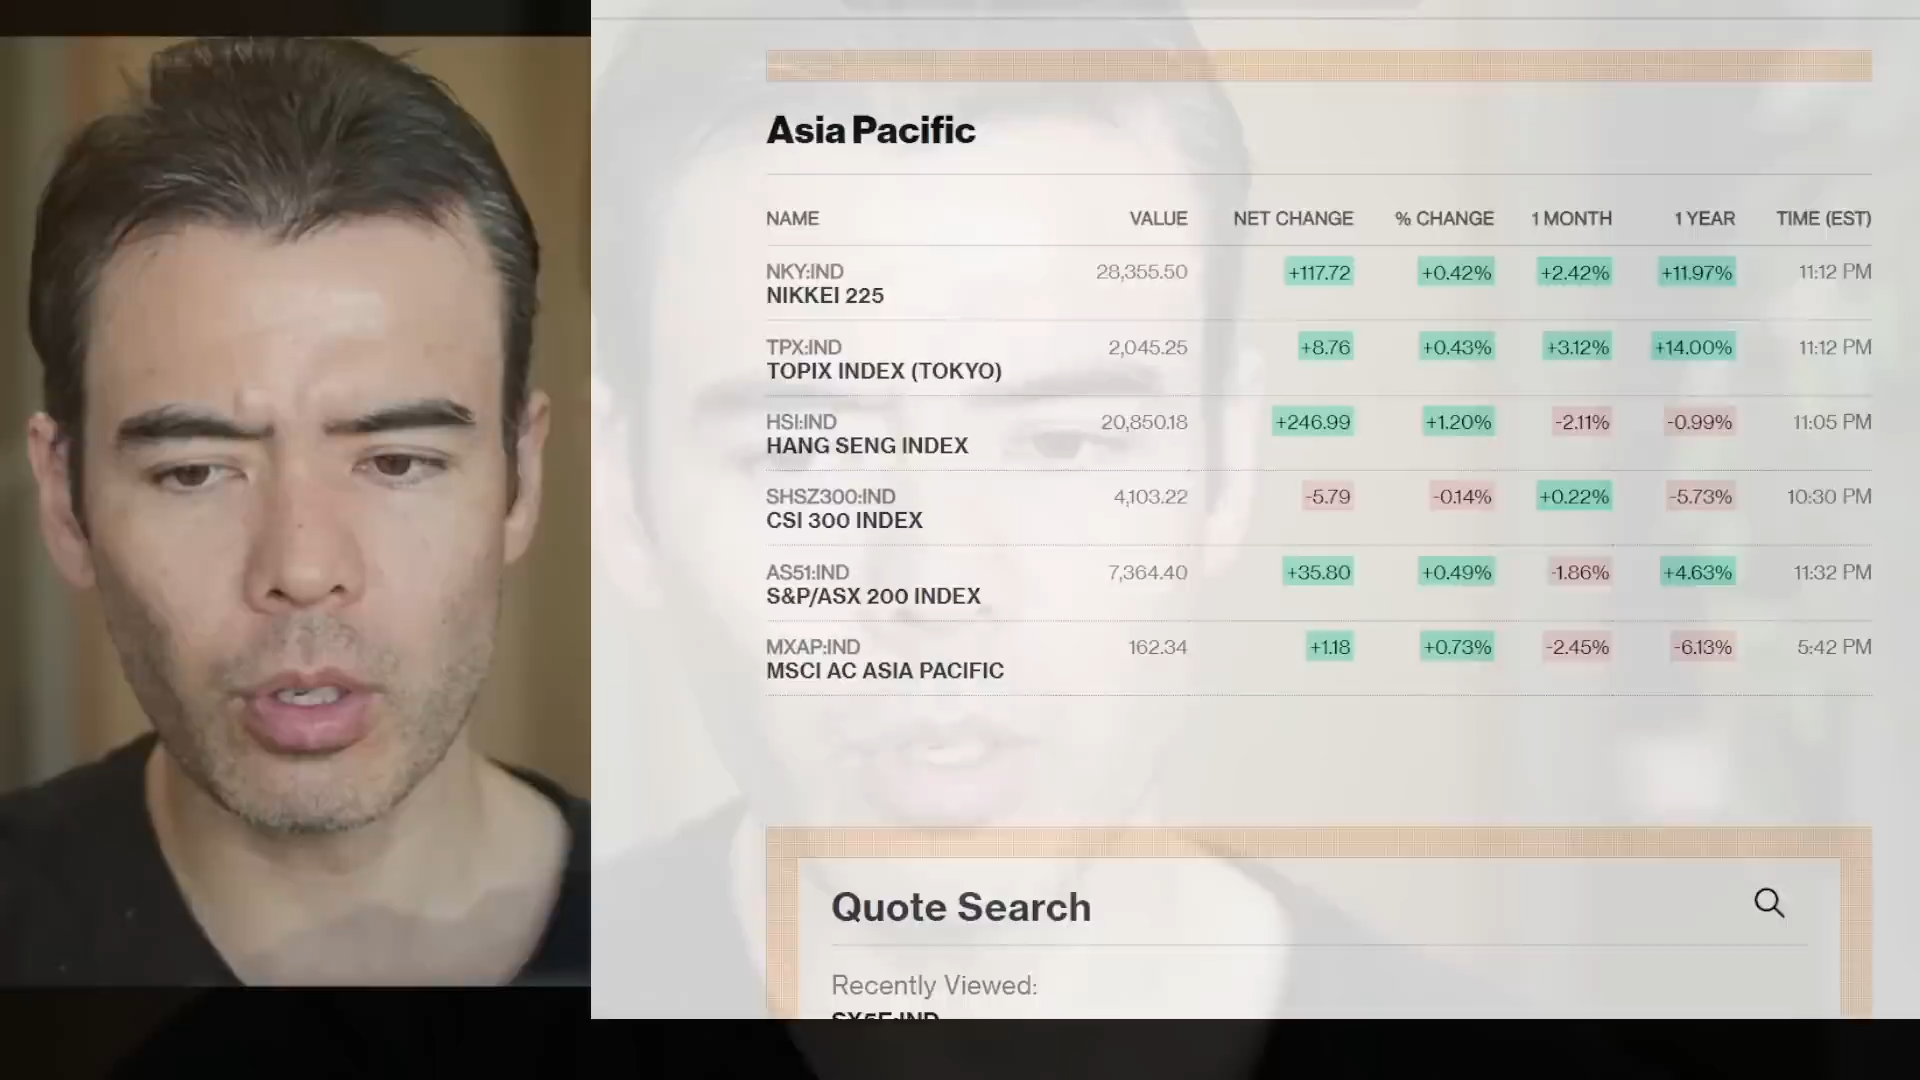 Asia Pacific
NAME VALUE NET CHANGE % CHANGE 1 MONTH 1 YEAR TIME (EST)
NKY:IND 28,355.50 +117.72 +0.42% +2.42% +11.97% 11:12 PM
NIKKEI 225
TPX:IND 2,045.25 +8.76 +0.43% +3.12% +14.00% 11:12 PM
TOPIX INDEX (TOKYO)
HSI:IND 20,850.18 +246.99 +1.20% -2.11% -0.99% 11:05 PM
HANG SENG INDEX
SHSZ300:IND 4,103.22 -5.79 -0.14% +0.22% -5.73% 10:30 PM
CSI 300 INDEX
AS51:IND 7,364.40 +35.80 +0.49% -1.86% +4.63% 11:32 PM
S&P/ASX 200 INDEX
MXAP:IND 162.34 +1.18 +0.73% -2.45% -6.13% 5:42 PM
MSCI AC ASIA PACIFIC
Quote Search
Recently Viewed: